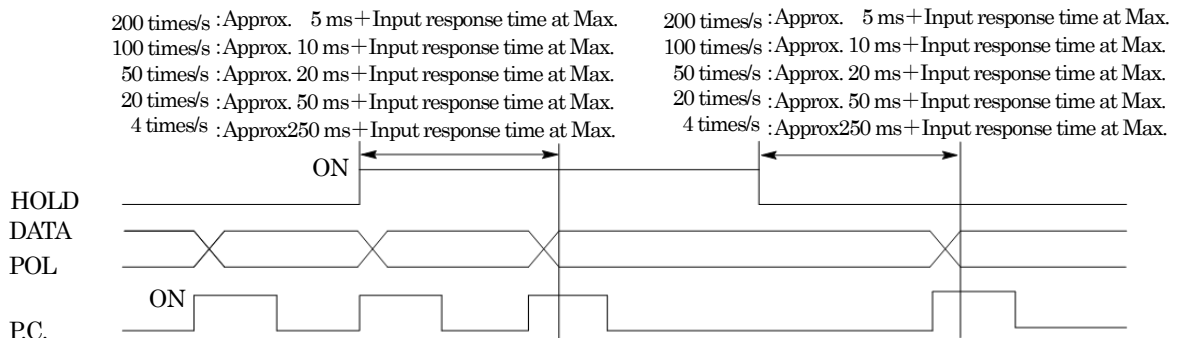 200 times/s : Approx. 5 ms＋Input response time at Max.
100 times/s : Approx. 10 ms＋Input response time at Max.
50 times/s : Approx. 20 ms＋Input response time at Max.
20 times/s : Approx. 50 ms＋Input response time at Max.
4 times/s : Approx250 ms＋Input response time at Max.
200 times/s : Approx. 5 ms＋Input response time at Max.
100 times/s : Approx. 10 ms＋Input response time at Max.
50 times/s : Approx. 20 ms＋Input response time at Max.
20 times/s : Approx. 50 ms＋Input response time at Max.
4 times/s : Approx250 ms＋Input response time at Max.
ON
HOLD
DATA
POL
ON
P.C.